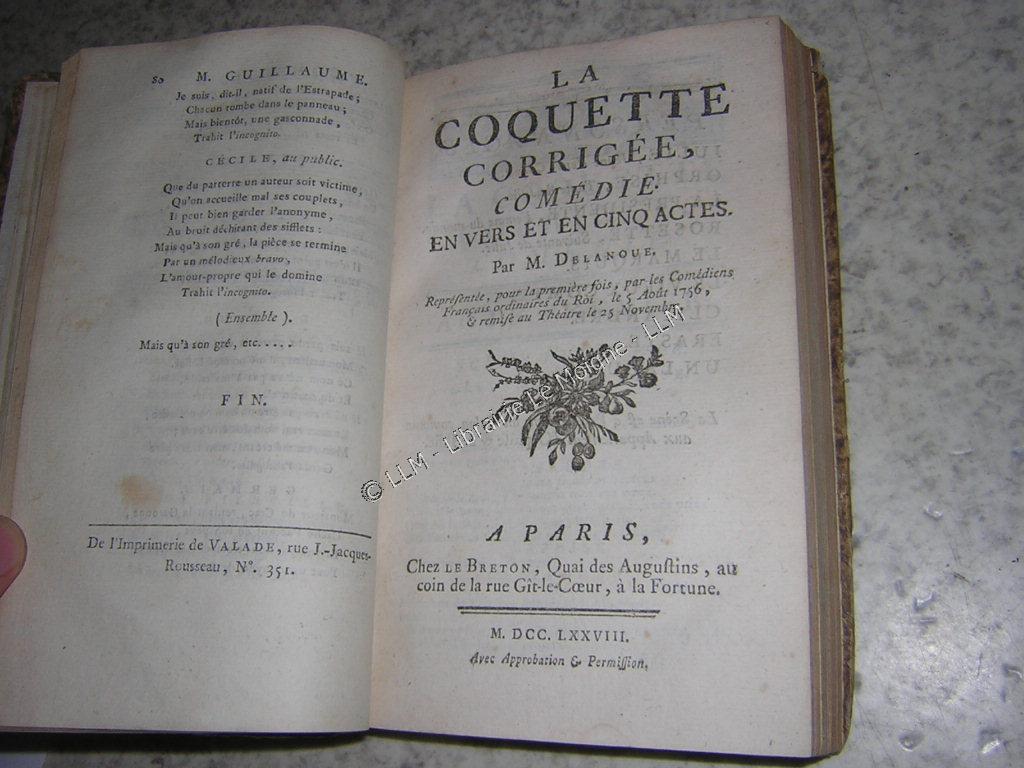 80 M. GUILLAUME.
Je suis, dit-il, natif de l'Estrapade;
Chacun tombe dans le panneau;
Mais bientôt, une gasconnade,
Trahit l'incognito.
CÉCILE, au public.
Que du parterre un auteur soit victime,
Qu'on accueille mal ses couplets,
Il peut bien garder l'anonyme,
Au bruit déchirant des sifflets:
Mais qu'à son gré, la pièce se termine
Par un mélodieux bravo,
L'amour-propre qui le domine
Trahit l'incognito.
(Ensemble).
Mais qu'à son gré, etc.....
FIN.
De l'Imprimerie de VALADE, rue J.-Jacques-
Rousseau, N°. 351.
LA
COQUETTE
CORRIGÉE,
COMÉDIE
EN VERS ET EN CINQ ACTES.
Par M. DELANOUE.
Représentée, pour la première fois, par les Comédiens
Français ordinaires du Roi, le 5 Août 1756,
& remise au Théâtre le 25 Novembre.
© LLM - Librairie Le Moigne - LLM
A PARIS,
Chez LE BRETON, Quai des Auguſtins, au
coin de la rue Gît-le-Cœur, à la Fortune.
M. DCC. LXXVIII.
Avec Approbation & Permiſſion.